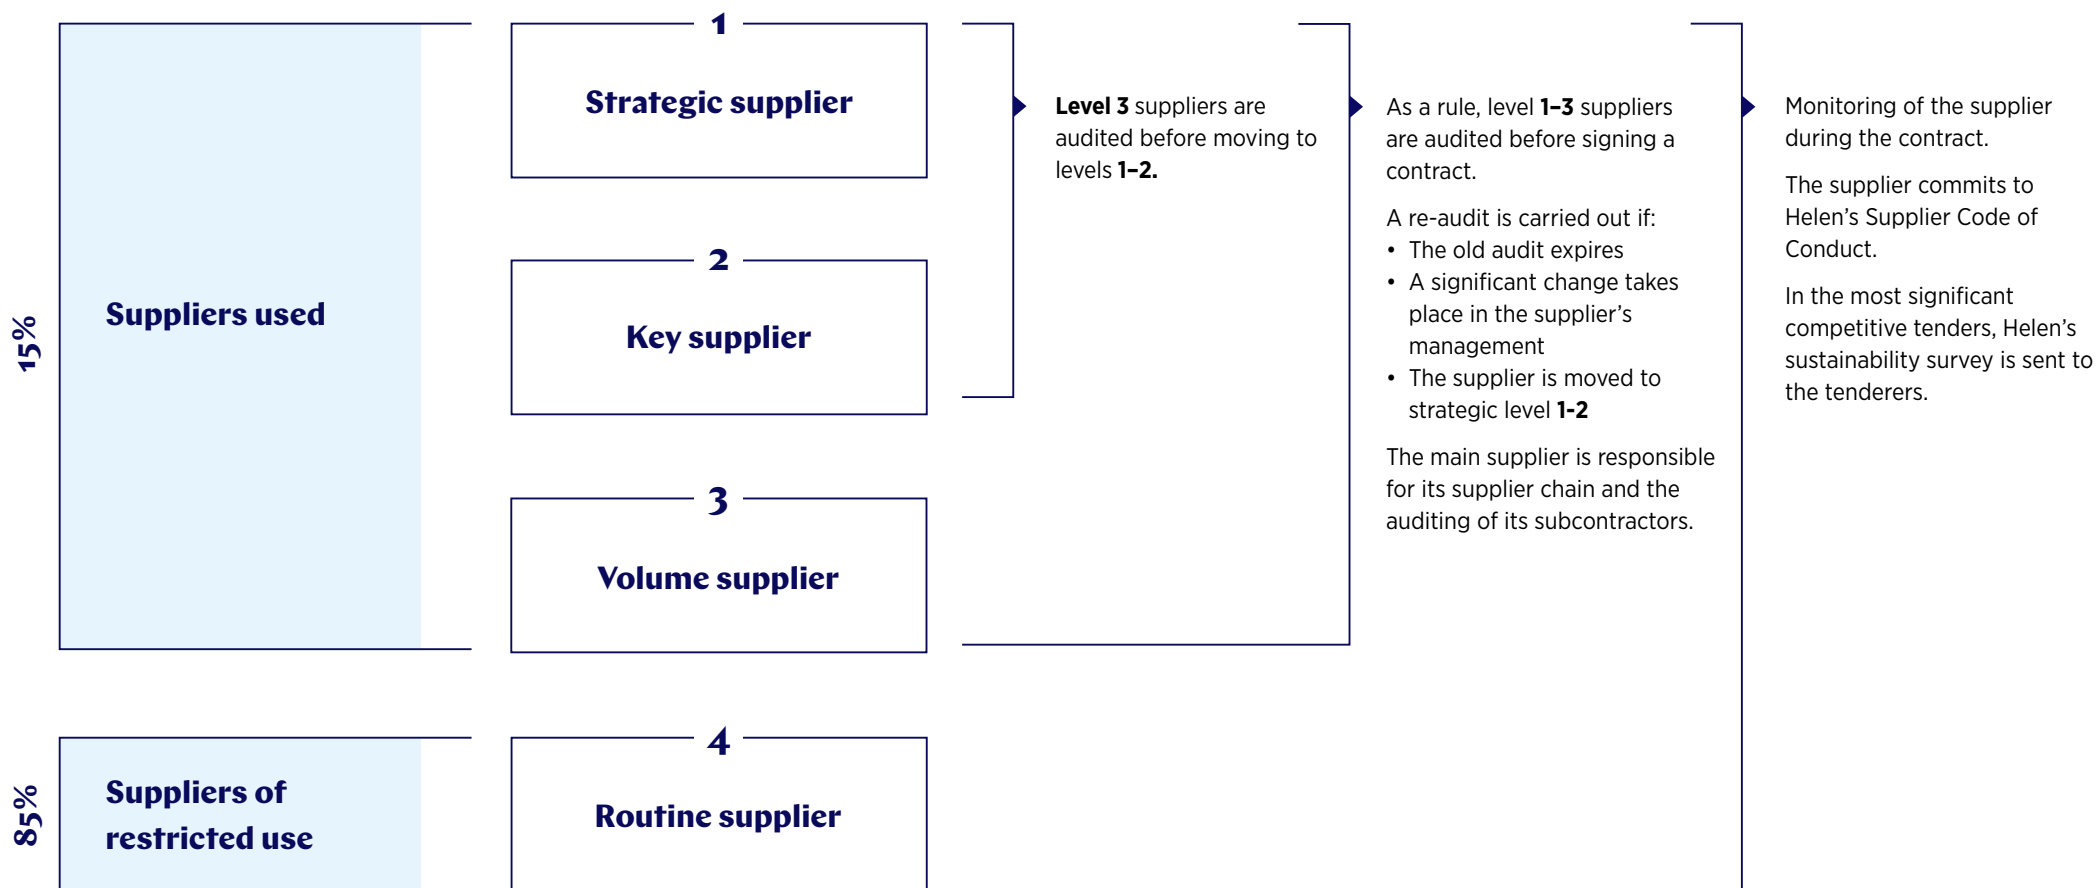 15%
Suppliers used
1
Strategic supplier
2
Key supplier
3
Volume supplier
85%
Suppliers of
restricted use
4
Routine supplier
Level 3 suppliers are
audited before moving to
levels 1–2.
As a rule, level 1–3 suppliers
are audited before signing a
contract.
A re-audit is carried out if:
• The old audit expires
• A significant change takes
place in the supplier’s
management
• The supplier is moved to
strategic level 1-2
The main supplier is responsible
for its supplier chain and the
auditing of its subcontractors.
Monitoring of the supplier
during the contract.
The supplier commits to
Helen’s Supplier Code of
Conduct.
In the most significant
competitive tenders, Helen’s
sustainability survey is sent to
the tenderers.